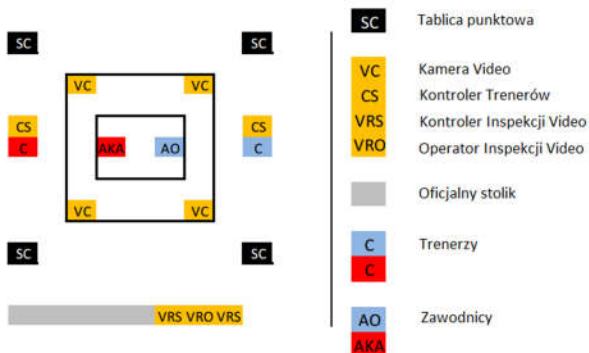 SC SC
VC VC
CS CS
C AKA AO C
VC VC
SC SC
VRS VRO VRS
SC Tablica punktowa
VC Kamera Video
CS Kontroler Trenerów
VRS Kontroler Inspekcji Video
VRO Operator Inspekcji Video
Oficjalny stolik
C Trenerzy
C
AO Zawodnicy
AKA